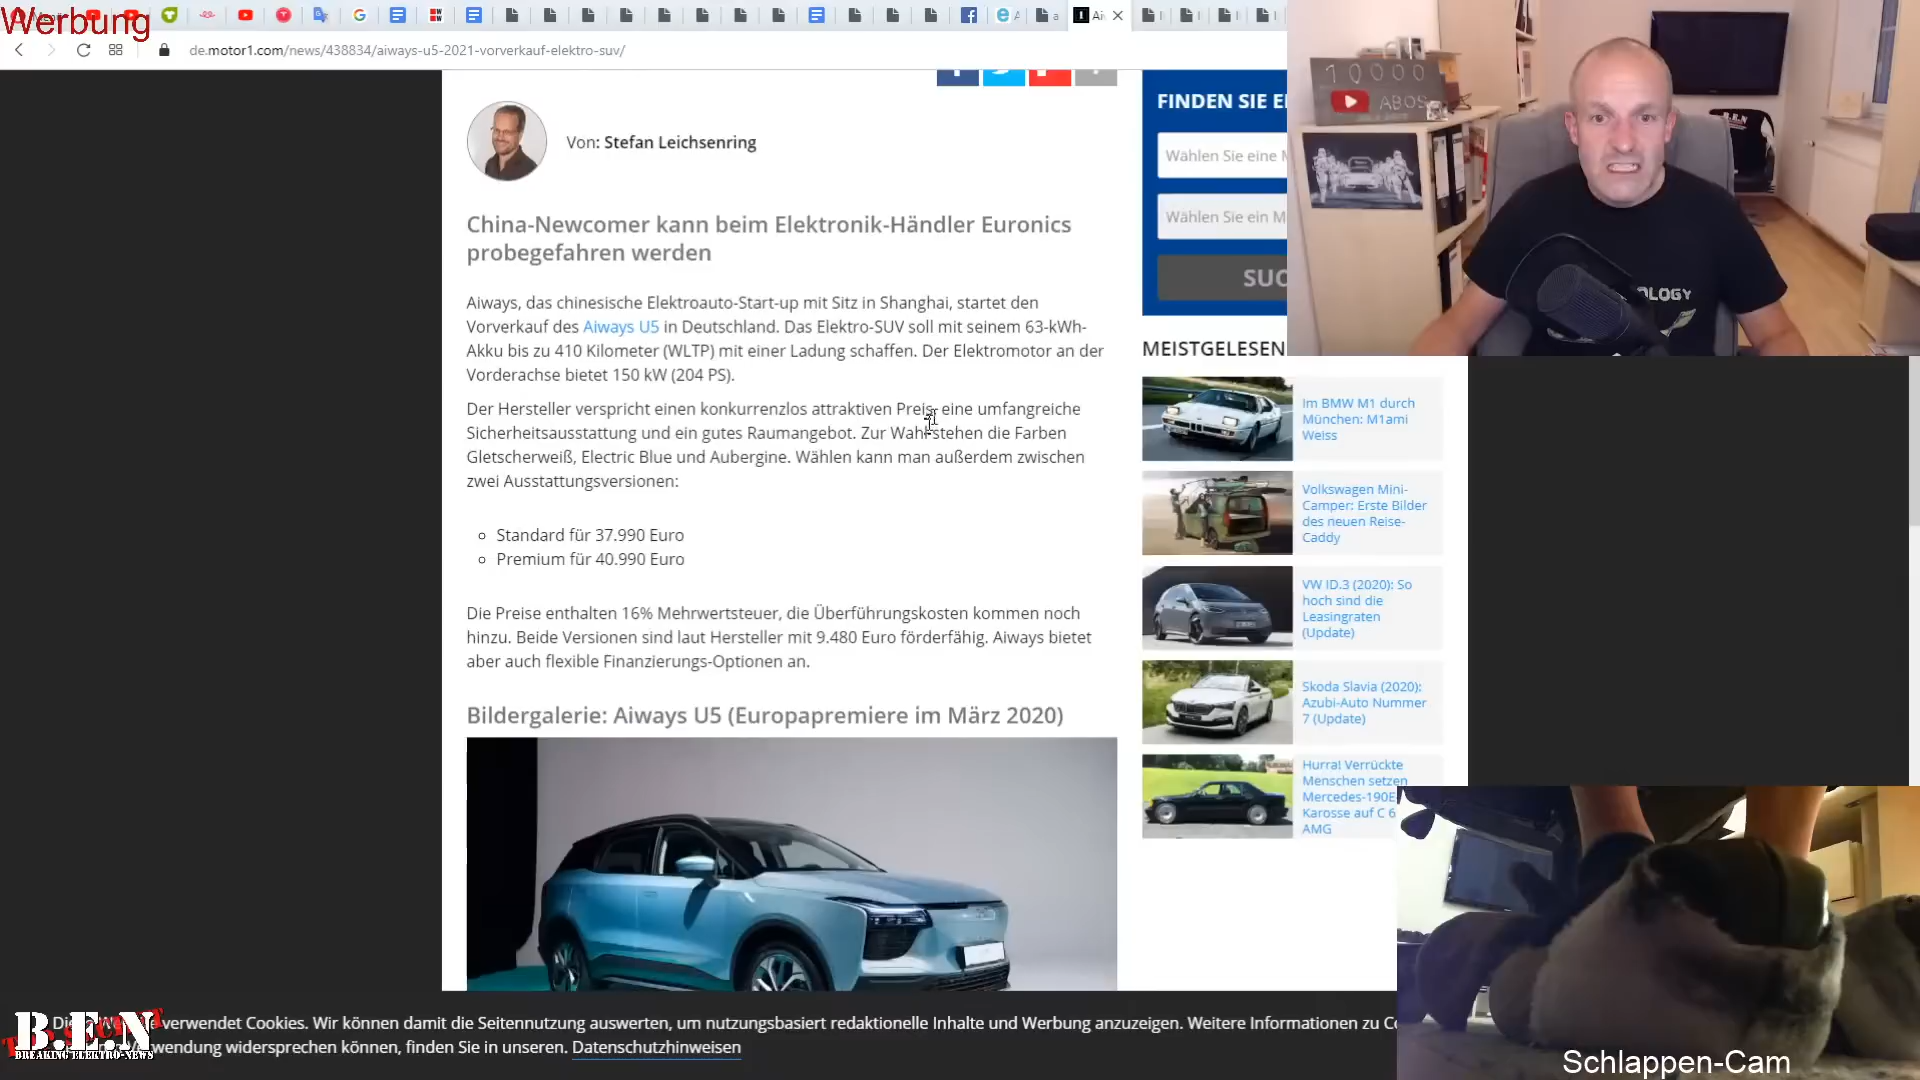 Werbung
Ai
de.motor1.com/news/438834/aiways-u5-2021-vorverkauf-elektro-suv/
Von: Stefan Leichsenring
China-Newcomer kann beim Elektronik-Händler Euronics
probegefahren werden
Aiways, das chinesische Elektroauto-Start-up mit Sitz in Shanghai, startet den
Vorverkauf des Aiways U5 in Deutschland. Das Elektro-SUV soll mit seinem 63-kWh-
Akku bis zu 410 Kilometer (WLTP) mit einer Ladung schaffen. Der Elektromotor an der
Vorderachse bietet 150 kW (204 PS).
Der Hersteller verspricht einen konkurrenzlos attraktiven Preis, eine umfangreiche
Sicherheitsausstattung und ein gutes Raumangebot. Zur Wahl stehen die Farben
Gletscherweiß, Electric Blue und Aubergine. Wählen kann man außerdem zwischen
zwei Ausstattungsversionen:
Standard für 37.990 Euro
Premium für 40.990 Euro
Die Preise enthalten 16% Mehrwertsteuer, die Überführungskosten kommen noch
hinzu. Beide Versionen sind laut Hersteller mit 9.480 Euro förderfähig. Aiways bietet
aber auch flexible Finanzierungs-Optionen an.
Bildergalerie: Aiways U5 (Europapremiere im März 2020)
FINDEN SIE EI
Wählen Sie eine M
Wählen Sie ein M
SUC
MEISTGELESEN
Im BMW M1 durch
München: M1ami
Weiss
Volkswagen Mini-
Camper: Erste Bilder
des neuen Reise-
Caddy
VW ID.3 (2020): So
hoch sind die
Leasingraten
(Update)
Skoda Slavia (2020):
Azubi-Auto Nummer
7 (Update)
Hurra! Verrückte
Menschen setzen
Mercedes-190E
Karosse auf C 6
AMG
10000
ABOS
B.E.N
OLOGY
verwendet Cookies. Wir können damit die Seitennutzung auswerten, um nutzungsbasiert redaktionelle Inhalte und Werbung anzuzeigen. Weitere Informationen zu Co
wendung widersprechen können, finden Sie in unseren. Datenschutzhinweisen
B.E.N
BREAKING ELEKTRO-NEWS
Schlappen-Cam